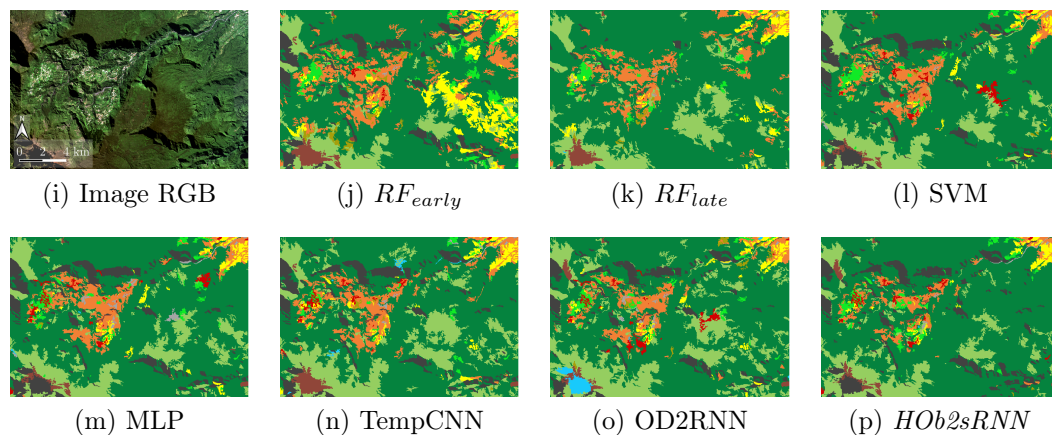 N
0 2 4 km
(i) Image RGB
(j) RF_early
(k) RF_late
(l) SVM
(m) MLP
(n) TempCNN
(o) OD2RNN
(p) HOb2sRNN